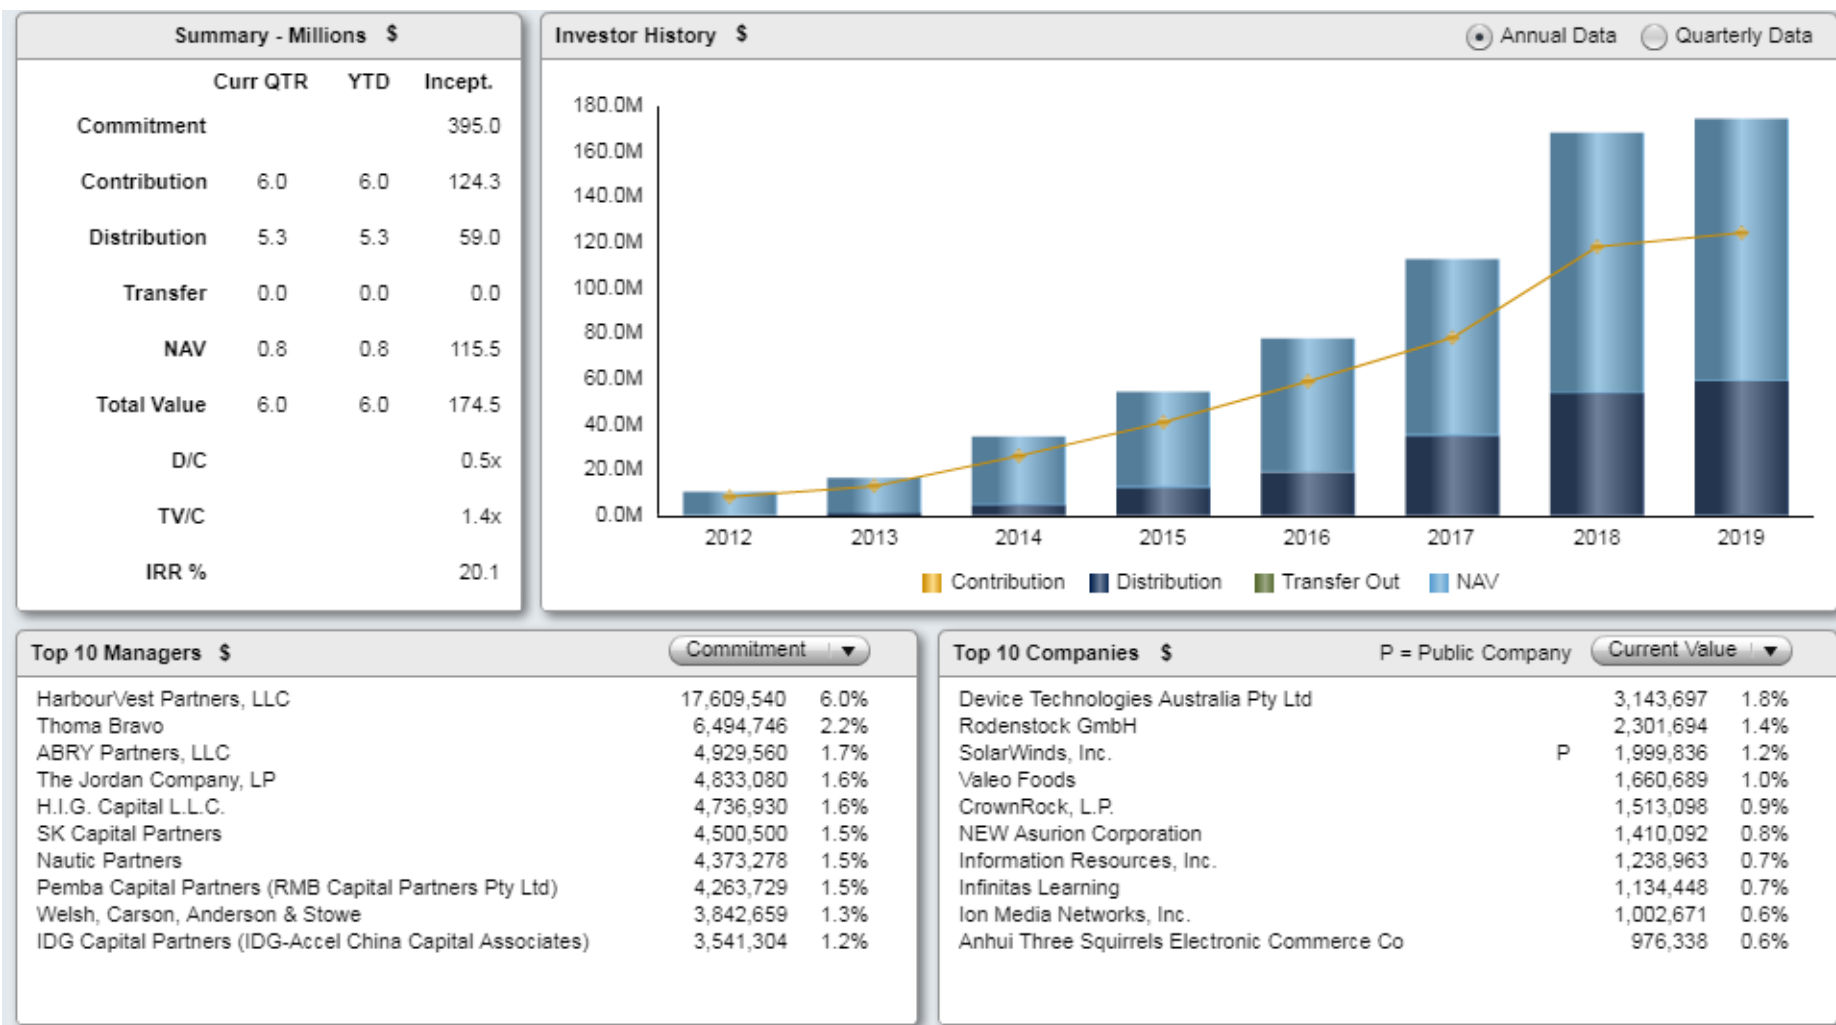 Summary - Millions $
Curr QTR YTD Incept.
Commitment 395.0
Contribution 6.0 6.0 124.3
Distribution 5.3 5.3 59.0
Transfer 0.0 0.0 0.0
NAV 0.8 0.8 115.5
Total Value 6.0 6.0 174.5
D/C 0.5x
TV/C 1.4x
IRR % 20.1
Investor History $ Annual Data Quarterly Data
180.0M
160.0M
140.0M
120.0M
100.0M
80.0M
60.0M
40.0M
20.0M
0.0M
2012 2013 2014 2015 2016 2017 2018 2019
Contribution Distribution Transfer Out NAV
Top 10 Managers $ Commitment
HarbourVest Partners, LLC 17,609,540 6.0%
Thoma Bravo 6,494,746 2.2%
ABRY Partners, LLC 4,929,560 1.7%
The Jordan Company, LP 4,833,080 1.6%
H.I.G. Capital L.L.C. 4,736,930 1.6%
SK Capital Partners 4,500,500 1.5%
Nautic Partners 4,373,278 1.5%
Pemba Capital Partners (RMB Capital Partners Pty Ltd) 4,263,729 1.5%
Welsh, Carson, Anderson & Stowe 3,842,659 1.3%
IDG Capital Partners (IDG-Accel China Capital Associates) 3,541,304 1.2%
Top 10 Companies $ P = Public Company Current Value
Device Technologies Australia Pty Ltd 3,143,697 1.8%
Rodenstock GmbH 2,301,694 1.4%
SolarWinds, Inc. P 1,999,836 1.2%
Valeo Foods 1,660,689 1.0%
CrownRock, L.P. 1,513,098 0.9%
NEW Asurion Corporation 1,410,092 0.8%
Information Resources, Inc. 1,238,963 0.7%
Infinitas Learning 1,134,448 0.7%
Ion Media Networks, Inc. 1,002,671 0.6%
Anhui Three Squirrels Electronic Commerce Co 976,338 0.6%